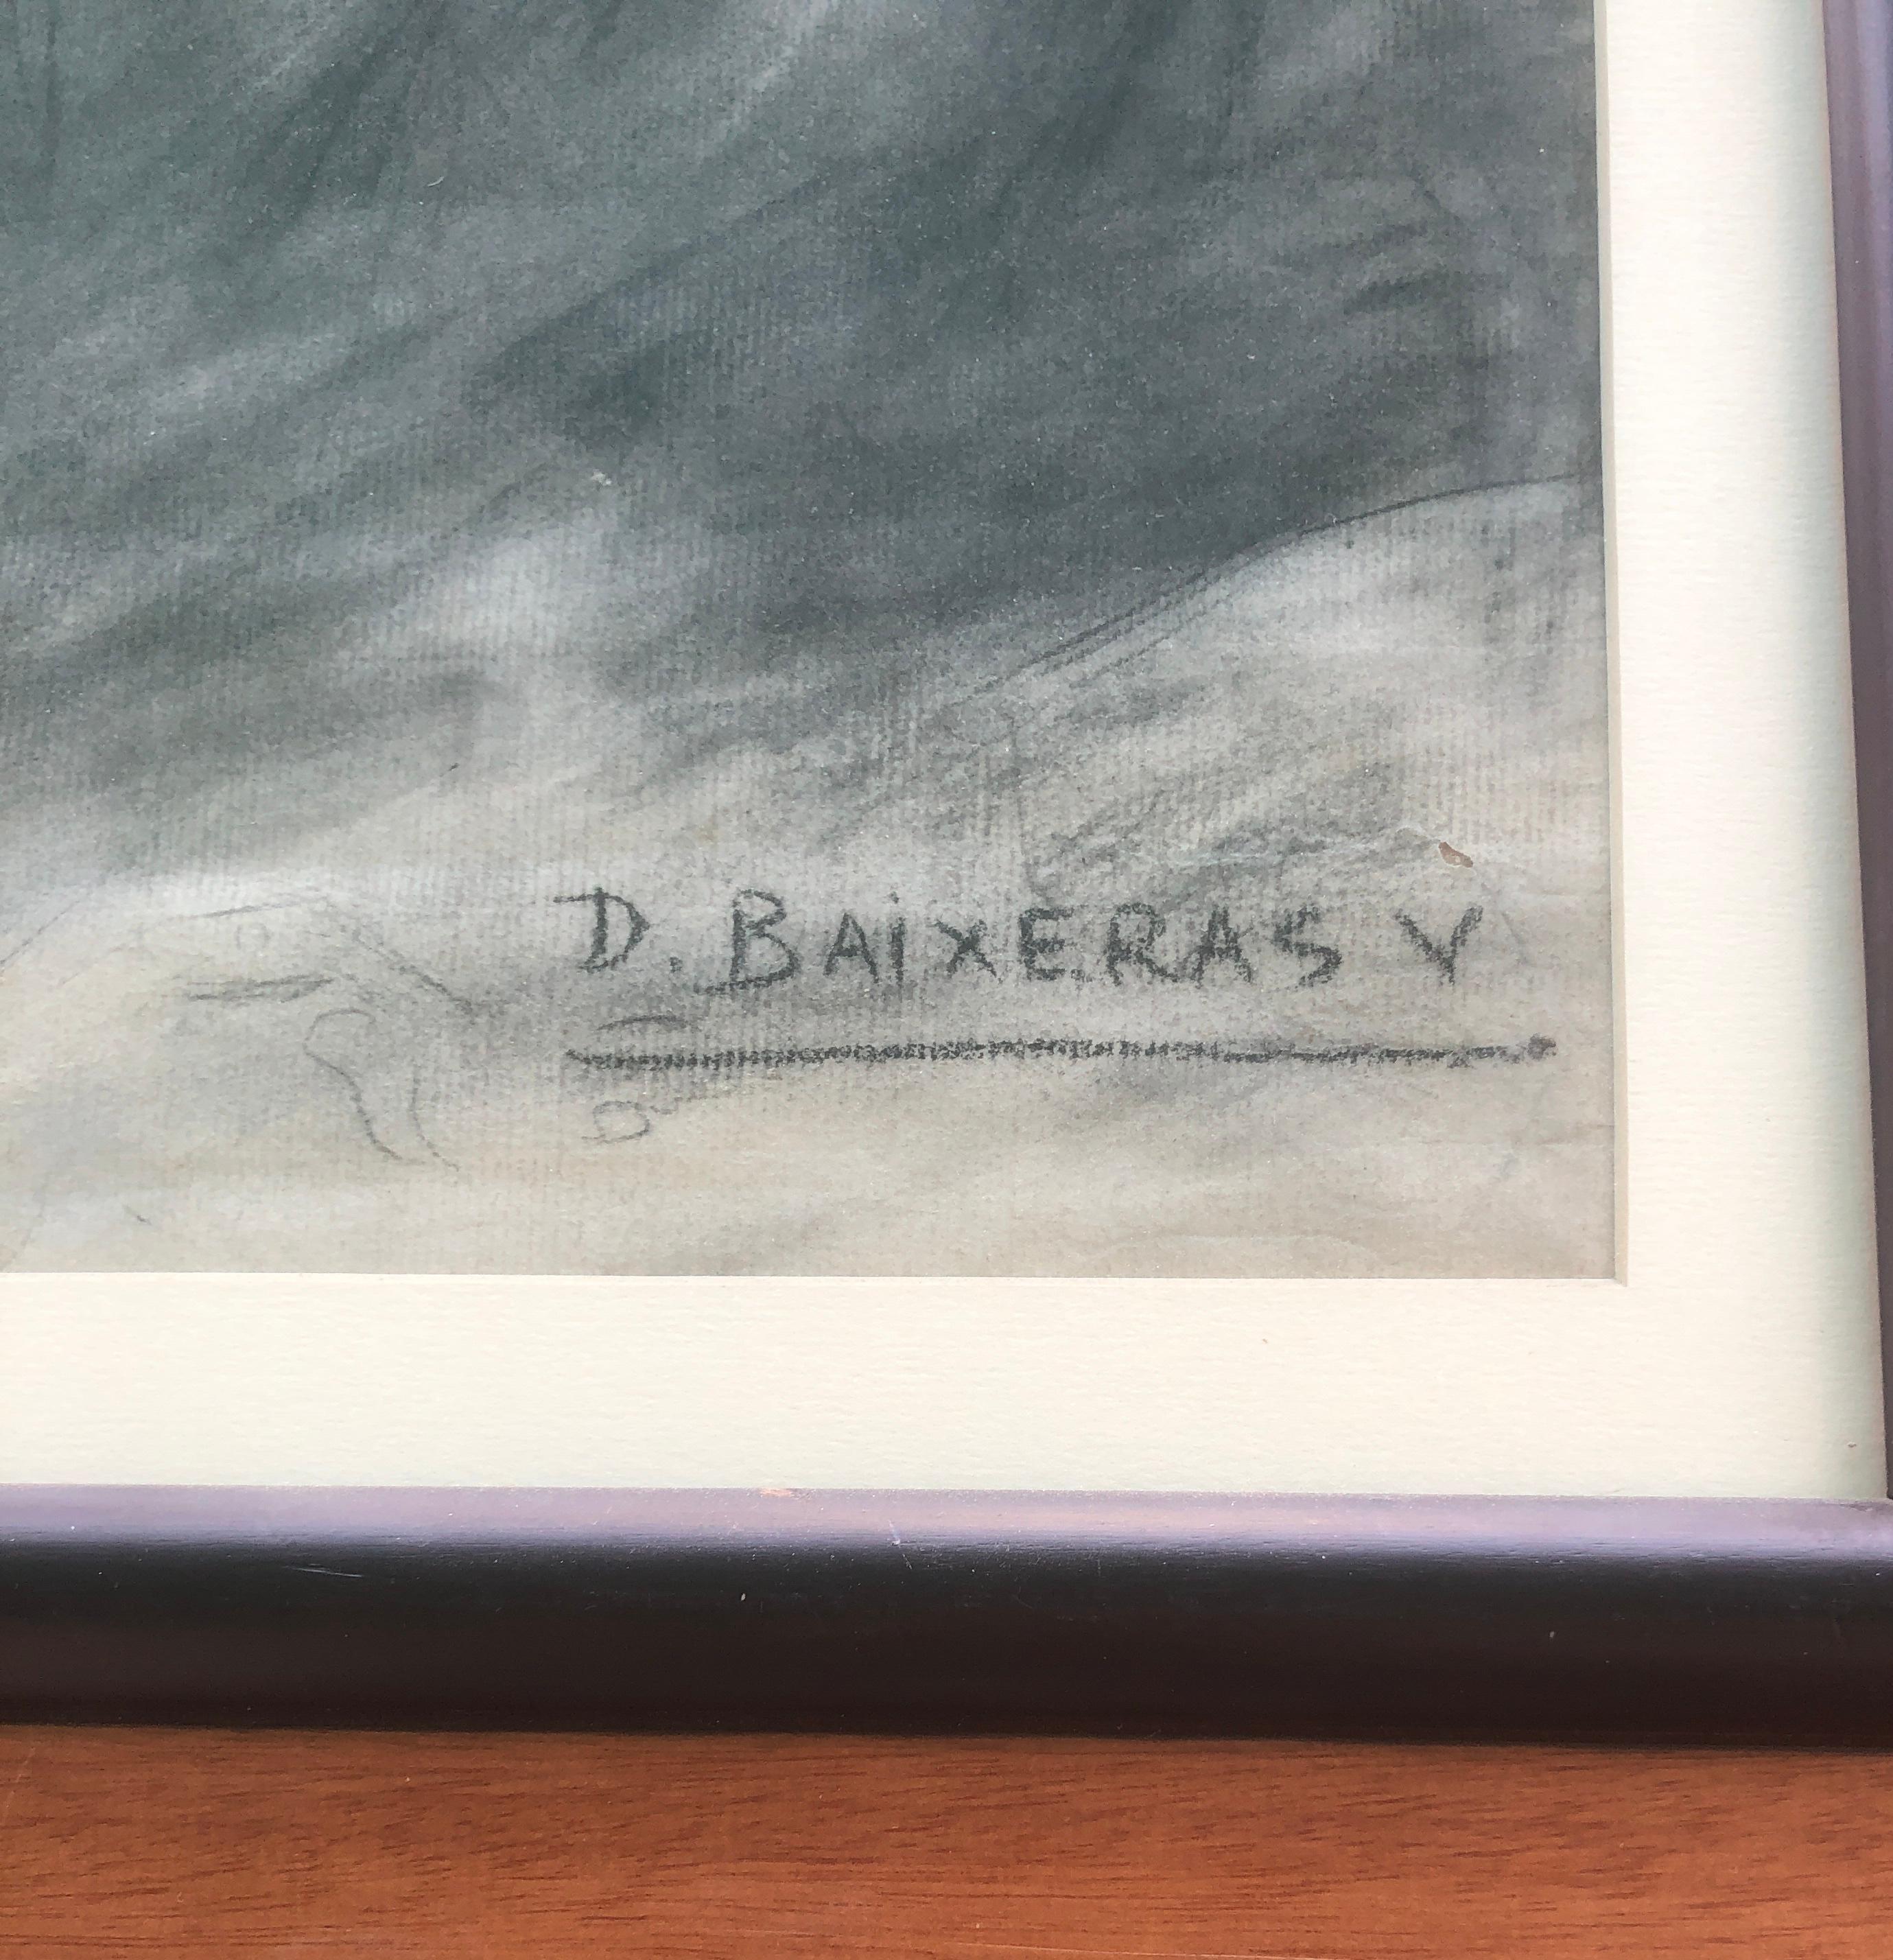 D. BAiXERAS V